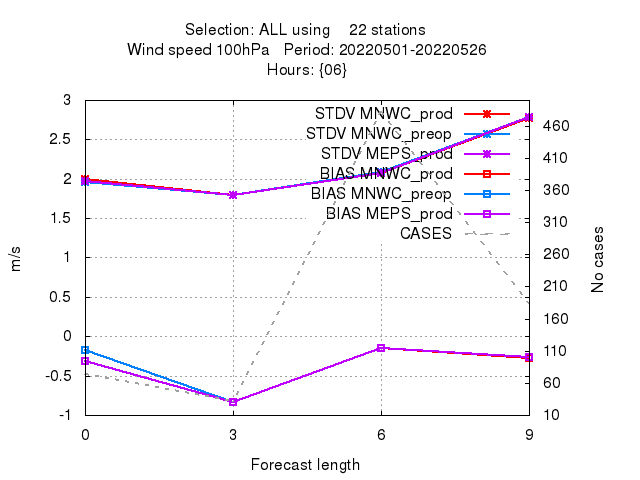 Selection: ALL using 22 stations
Wind speed 100hPa Period: 20220501-20220526
Hours: {06}
3
2.5
2
1.5
1
0.5
0
-0.5
-1
m/s
STDV MNWC_prod
STDV MNWC_preop
STDV MEPS_prod
BIAS MNWC_prod
BIAS MNWC_preop
BIAS MEPS_prod
CASES
460
410
360
310
260
210
160
110
60
10
No cases
0 3 6 9
Forecast length